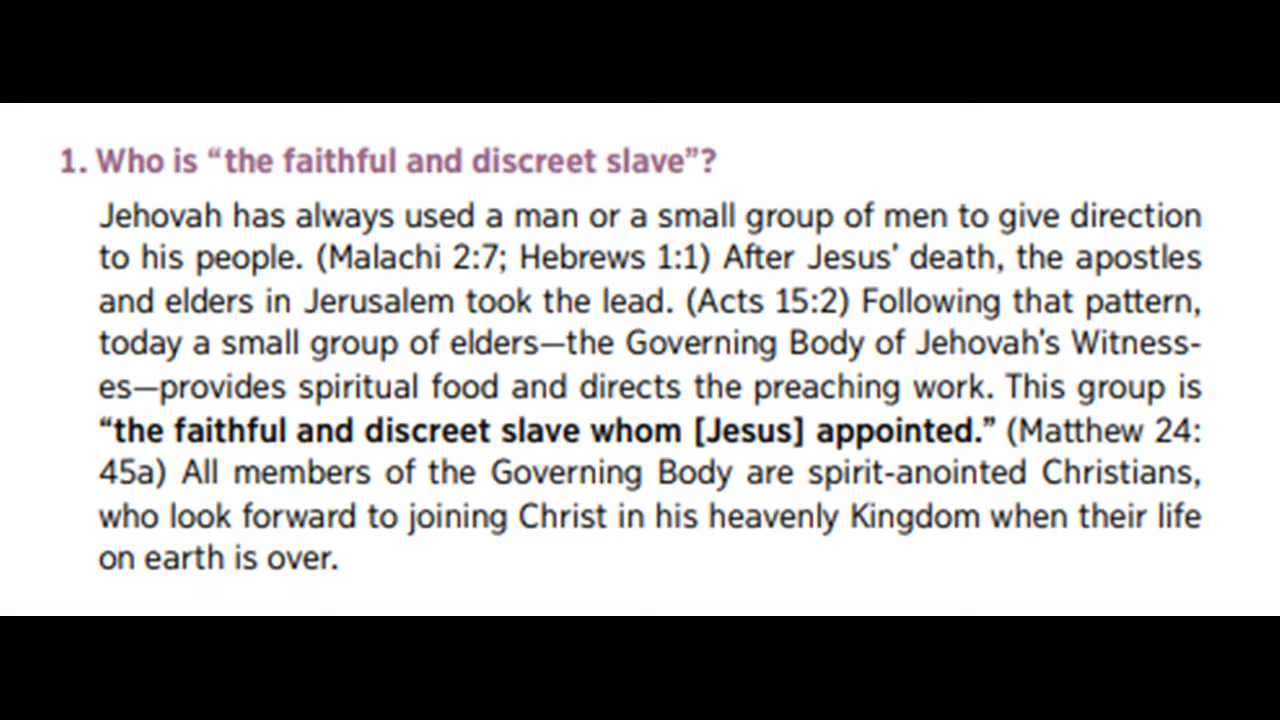 1. Who is “the faithful and discreet slave”?
Jehovah has always used a man or a small group of men to give direction
to his people. (Malachi 2:7; Hebrews 1:1) After Jesus’ death, the apostles
and elders in Jerusalem took the lead. (Acts 15:2) Following that pattern,
today a small group of elders—the Governing Body of Jehovah’s Witness-
es—provides spiritual food and directs the preaching work. This group is
“the faithful and discreet slave whom [Jesus] appointed.” (Matthew 24:
45a) All members of the Governing Body are spirit-anointed Christians,
who look forward to joining Christ in his heavenly Kingdom when their life
on earth is over.